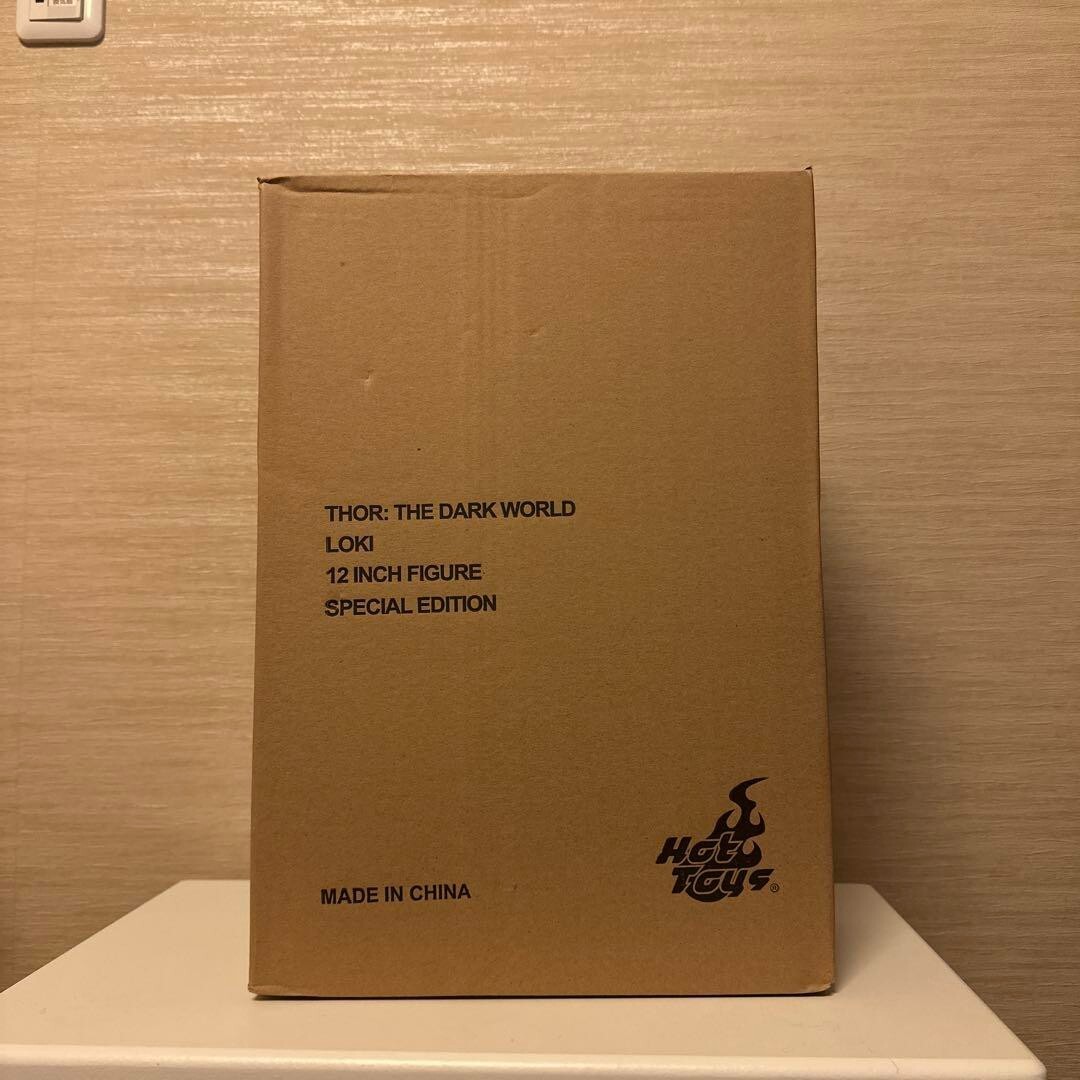 THOR: THE DARK WORLD
LOKI
12 INCH FIGURE
SPECIAL EDITION
Hot
Toys®
MADE IN CHINA